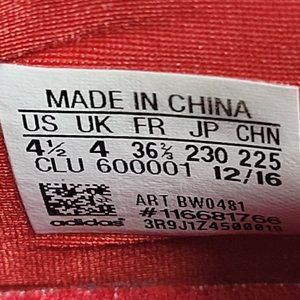 MADE IN CHINA
US UK FR JP CHN
4½ 4 36⅔ 230 225
CLU 600001 12/16
ART BW0481
#116681766
adidas 3R9J1Z4500019